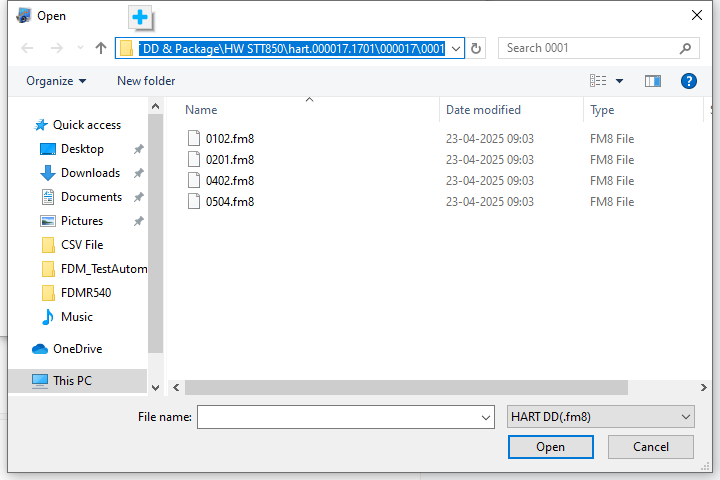 Open
DD & Package\HW STT850\hart.000017.1701\000017\0001
Search 0001
Organize
New folder
Name
Date modified
Type
Quick access
Desktop
Downloads
Documents
Pictures
CSV File
FDM_TestAutom
FDMR540
Music
OneDrive
This PC
0102.fm8 23-04-2025 09:03 FM8 File
0201.fm8 23-04-2025 09:03 FM8 File
0402.fm8 23-04-2025 09:03 FM8 File
0504.fm8 23-04-2025 09:03 FM8 File
File name:
HART DD(.fm8)
Open
Cancel